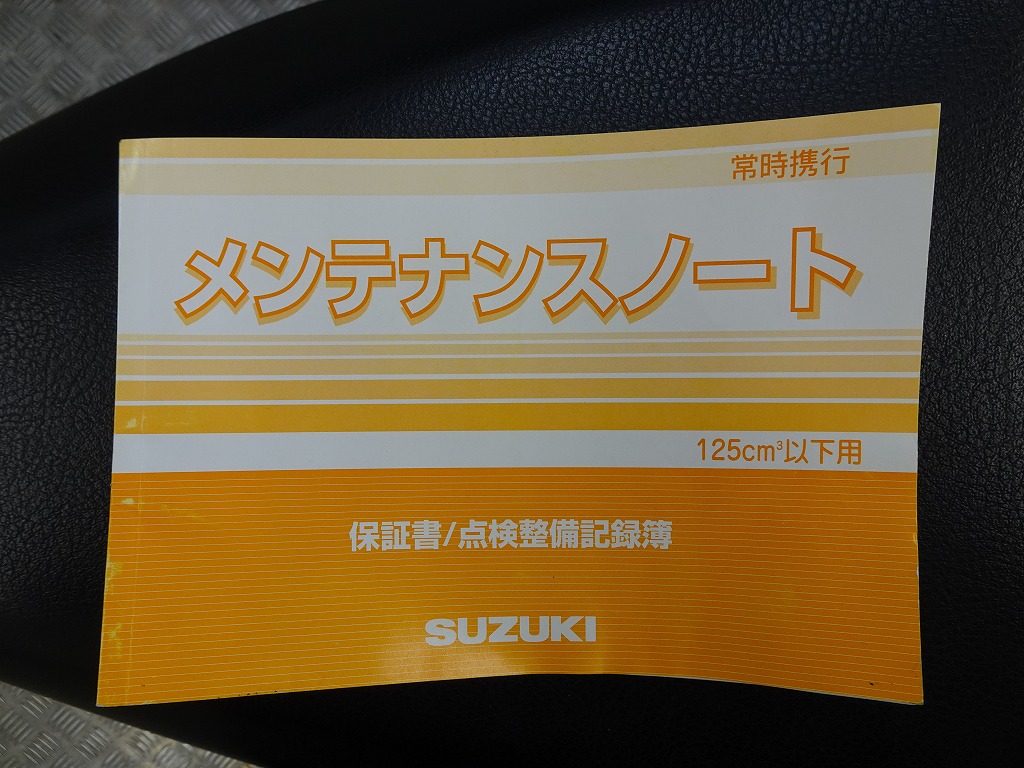 常時携行
メンテナンスノート
125cm³以下用
保証書/点検整備記録簿
SUZUKI